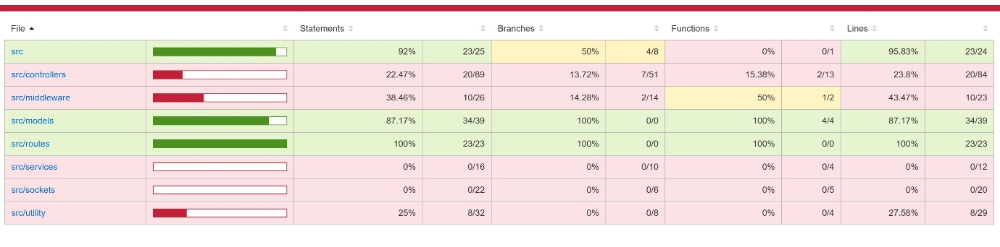 File Statements Branches Functions Lines
src 92% 23/25 50% 4/8 0% 0/1 95.83% 23/24
src/controllers 22.47% 20/89 13.72% 7/51 15.38% 2/13 23.8% 20/84
src/middleware 38.46% 10/26 14.28% 2/14 50% 1/2 43.47% 10/23
src/models 87.17% 34/39 100% 0/0 100% 4/4 87.17% 34/39
src/routes 100% 23/23 100% 0/0 100% 0/0 100% 23/23
src/services 0% 0/16 0% 0/10 0% 0/4 0% 0/12
src/sockets 0% 0/22 0% 0/6 0% 0/5 0% 0/20
src/utility 25% 8/32 0% 0/8 0% 0/4 27.58% 8/29